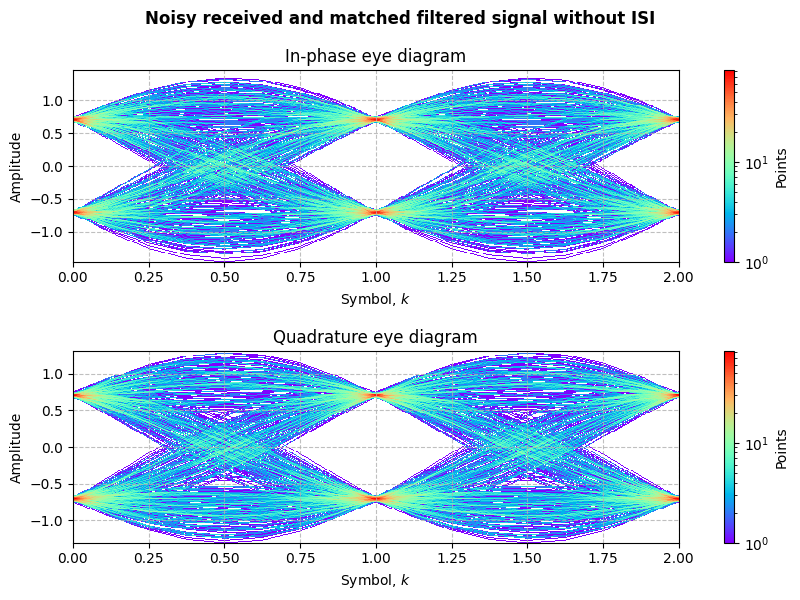 Noisy received and matched filtered signal without ISI
In-phase eye diagram
Amplitude
1.0
0.5
0.0
−0.5
−1.0
0.00 0.25 0.50 0.75 1.00 1.25 1.50 1.75 2.00
Symbol, k
10¹
10⁰
Points
Quadrature eye diagram
Amplitude
1.0
0.5
0.0
−0.5
−1.0
0.00 0.25 0.50 0.75 1.00 1.25 1.50 1.75 2.00
Symbol, k
10¹
10⁰
Points